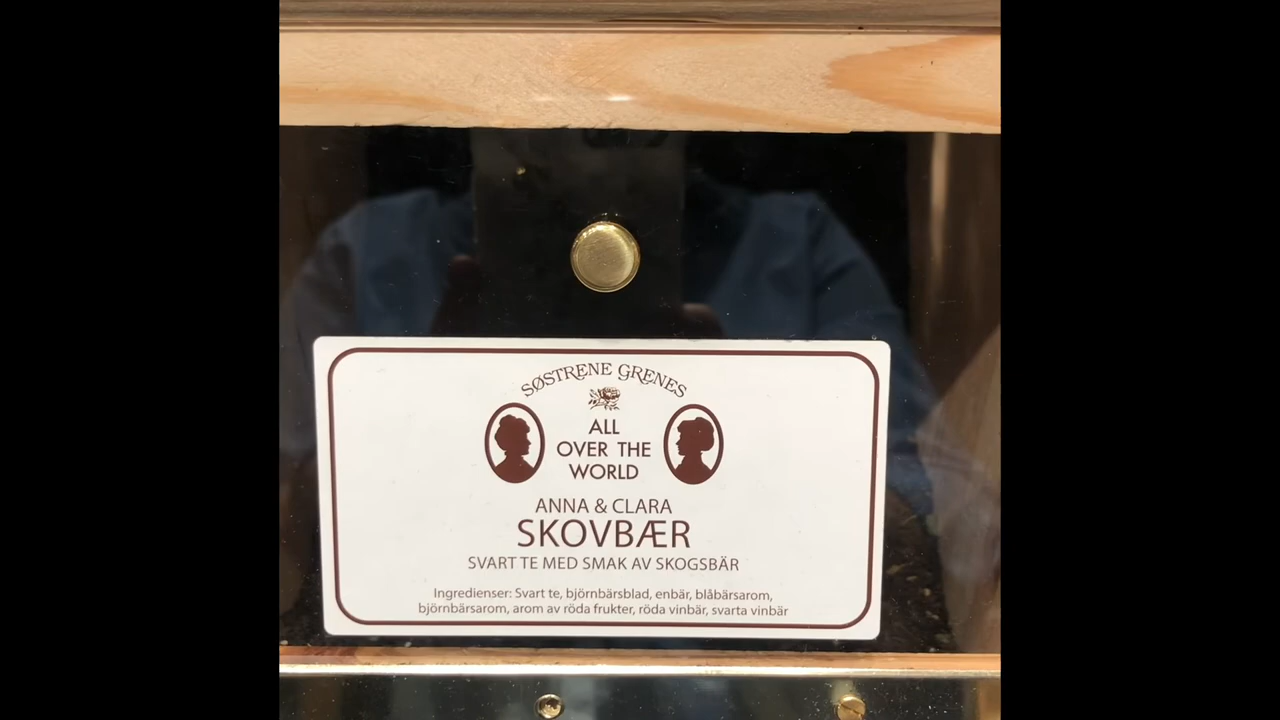 SØSTRENE GRENES
ALL
OVER THE
WORLD
ANNA & CLARA
SKOVBÆR
SVART TE MED SMAK AV SKOGSBÄR
Ingredienser: Svart te, björnbärsblad, enbär, blåbärsarom,
björnbärsarom, arom av röda frukter, röda vinbär, svarta vinbär